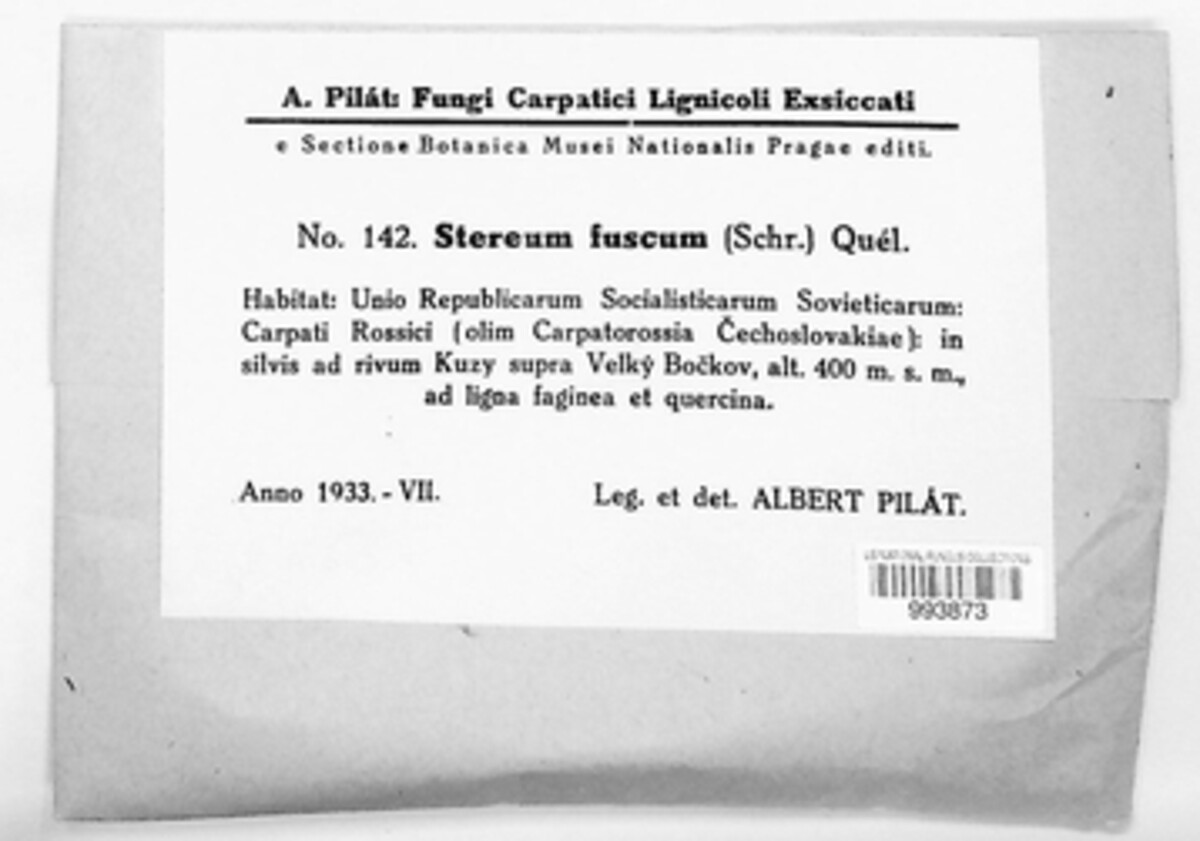 A. Pilát: Fungi Carpatici Lignicoli Exsiccati
e Sectione Botanica Musei Nationalis Pragae editi.
No. 142. Stereum fuscum (Schr.) Quél.
Habitat: Unio Republicarum Socialisticarum Sovieticarum:
Carpati Rossici (olim Carpatorossia Čechoslovakiae): in
silvis ad rivum Kuzy supra Velký Bočkov, alt. 400 m. s. m.,
ad ligna faginea et quercina.
Anno 1933. - VII. Leg. et det. ALBERT PILÁT.
993873